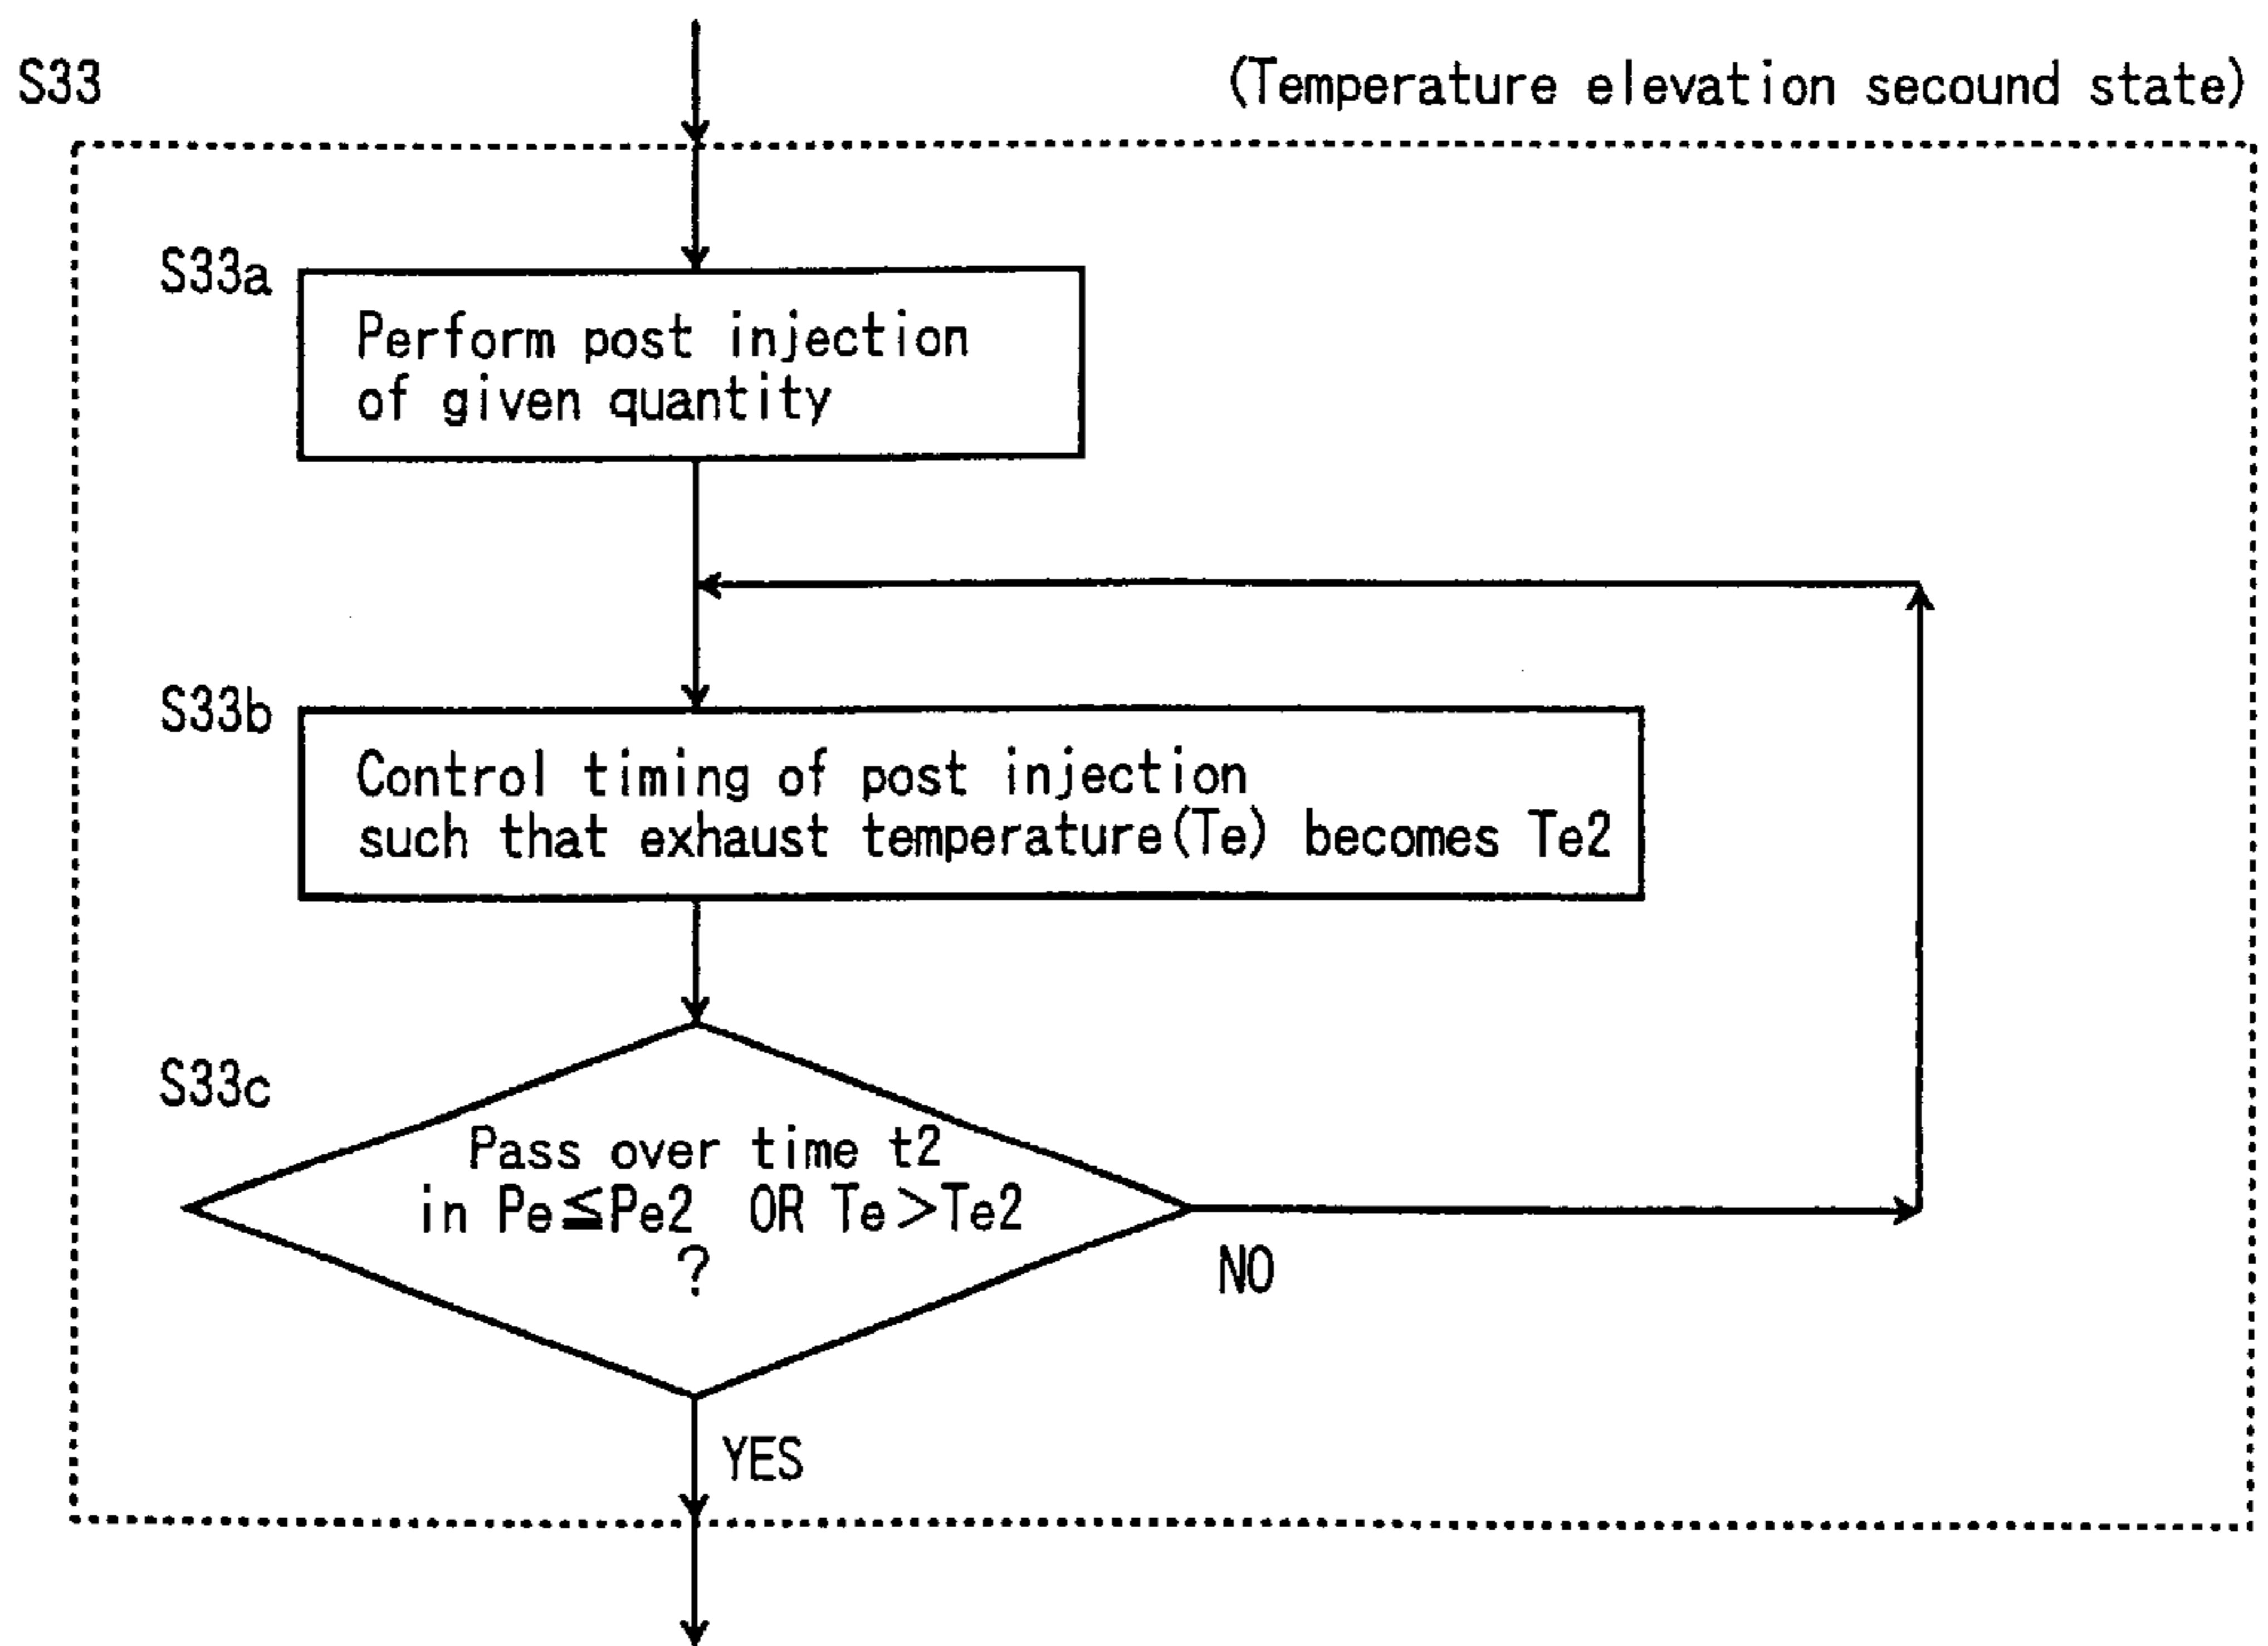 S33
(Temperature elevation secound state)
S33a
Perform post injection
of given quantity
S33b
Control timing of post injection
such that exhaust temperature(Te) becomes Te2
S33c
Pass over time t2
in Pe≦Pe2 OR Te>Te2
?
NO
YES